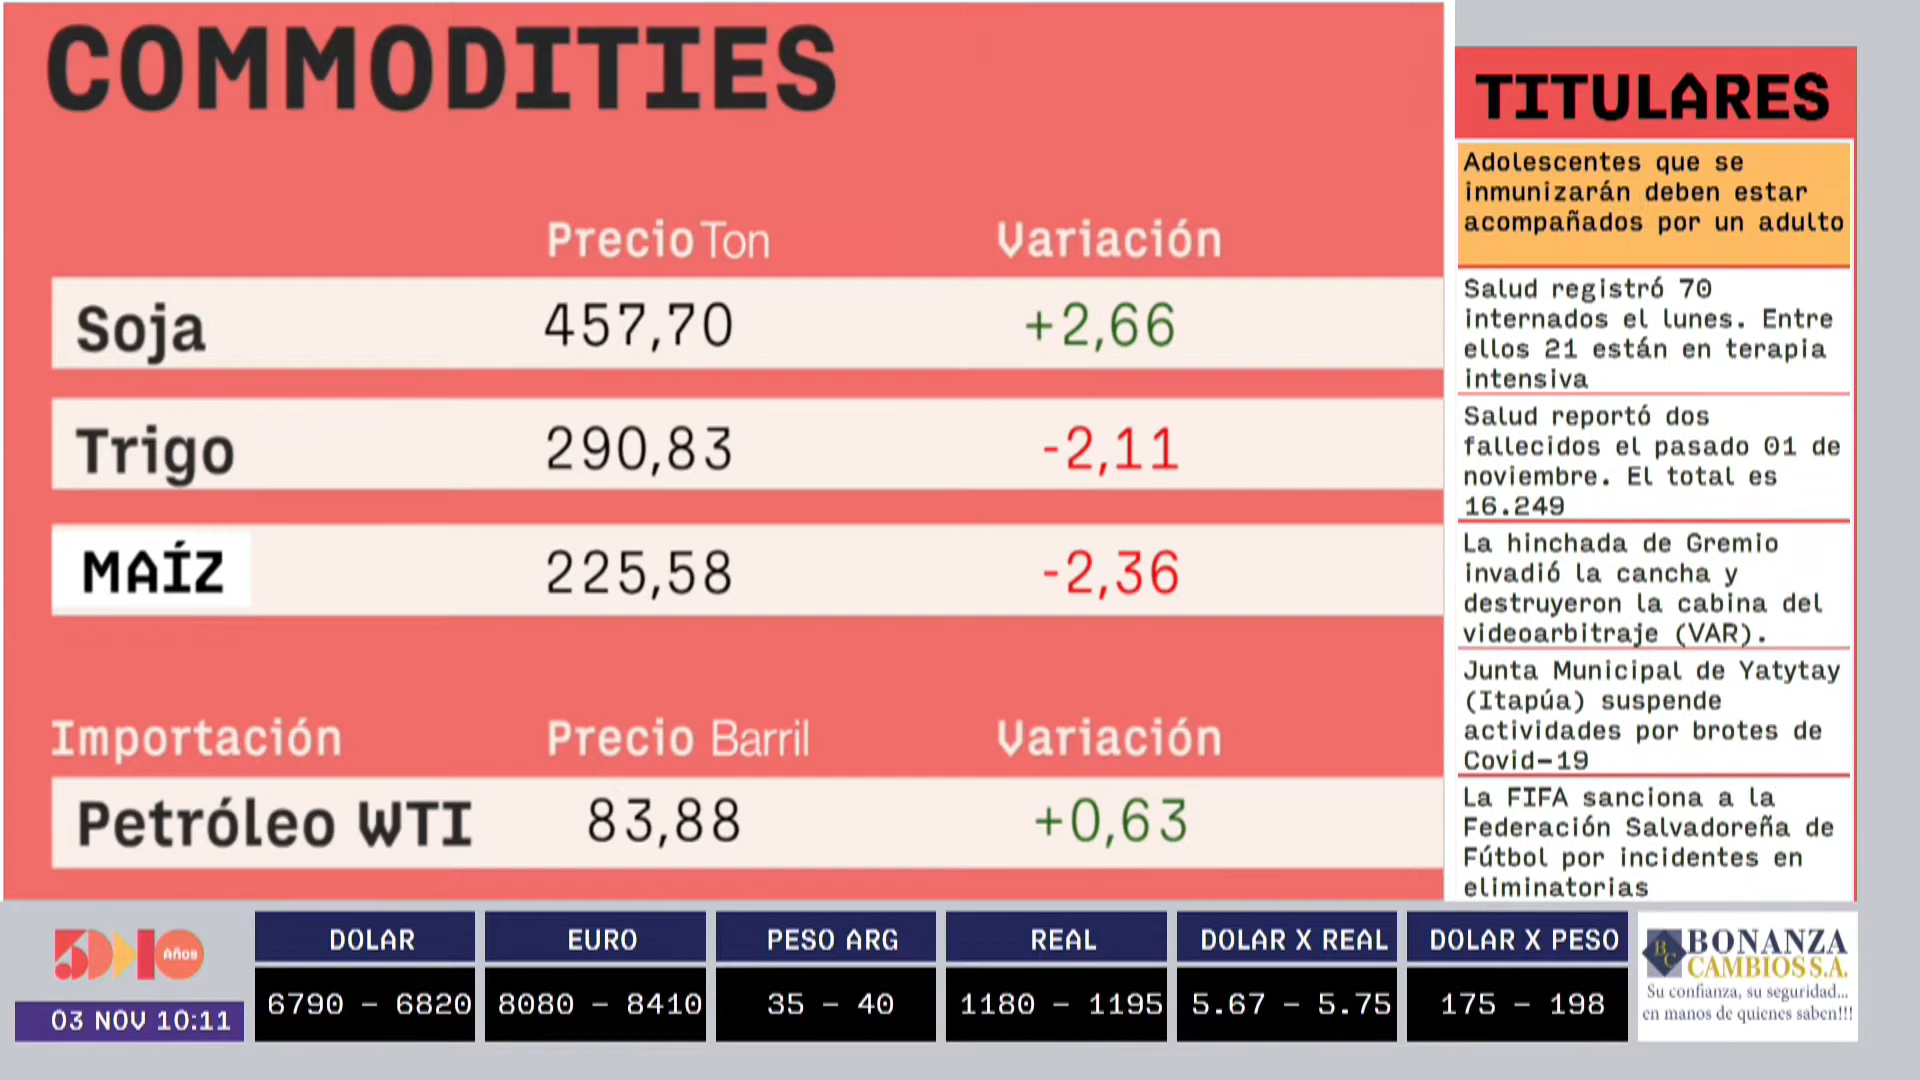 COMMODITIES
Precio Ton Variación
Soja 457,70 +2,66
Trigo 290,83 -2,11
MAÍZ 225,58 -2,36
Importación Precio Barril Variación
Petróleo WTI 83,88 +0,63
TITULARES
Adolescentes que se
inmunizarán deben estar
acompañados por un adulto
Salud registró 70
internados el lunes. Entre
ellos 21 están en terapia
intensiva
Salud reportó dos
fallecidos el pasado 01 de
noviembre. El total es
16.249
La hinchada de Gremio
invadió la cancha y
destruyeron la cabina del
videoarbitraje (VAR).
Junta Municipal de Yatytay
(Itapúa) suspende
actividades por brotes de
Covid-19
La FIFA sanciona a la
Federación Salvadoreña de
Fútbol por incidentes en
eliminatorias
Años
03 NOV 10:11
DOLAR EURO PESO ARG REAL DOLAR X REAL DOLAR X PESO
6790 - 6820 8080 - 8410 35 - 40 1180 - 1195 5.67 - 5.75 175 - 198
BC BONANZA
CAMBIOS S.A.
Su confianza, su seguridad...
en manos de quienes saben!!!